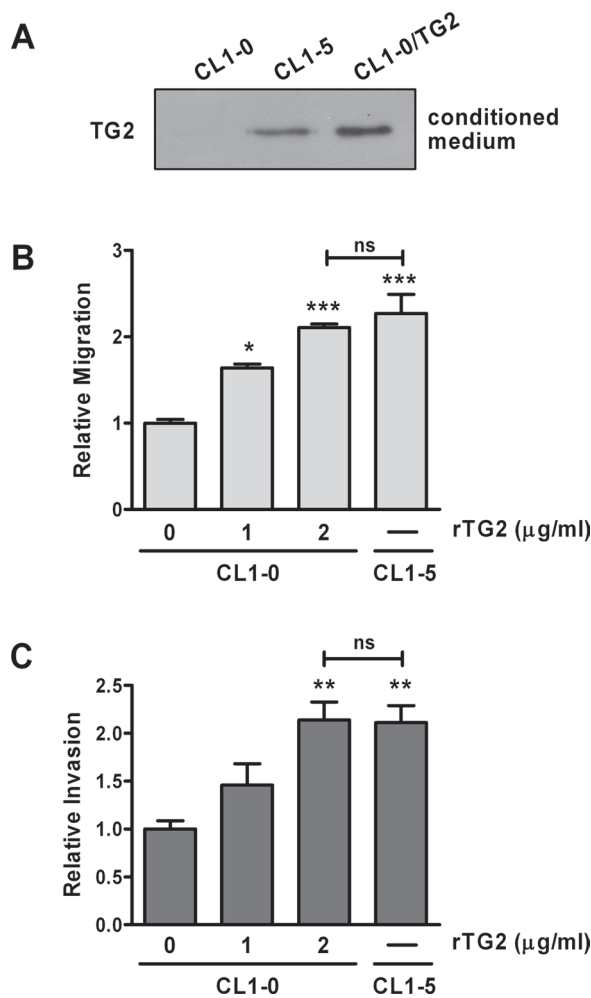 A
CL1-0 CL1-5 CL1-0/TG2
TG2
conditioned
medium
B
ns
* *** ***
Relative Migration
3
2
1
0
0 1 2 — rTG2 (μg/ml)
CL1-0 CL1-5
C
ns
** **
Relative Invasion
2.5
2.0
1.5
1.0
0.5
0.0
0 1 2 — rTG2 (μg/ml)
CL1-0 CL1-5